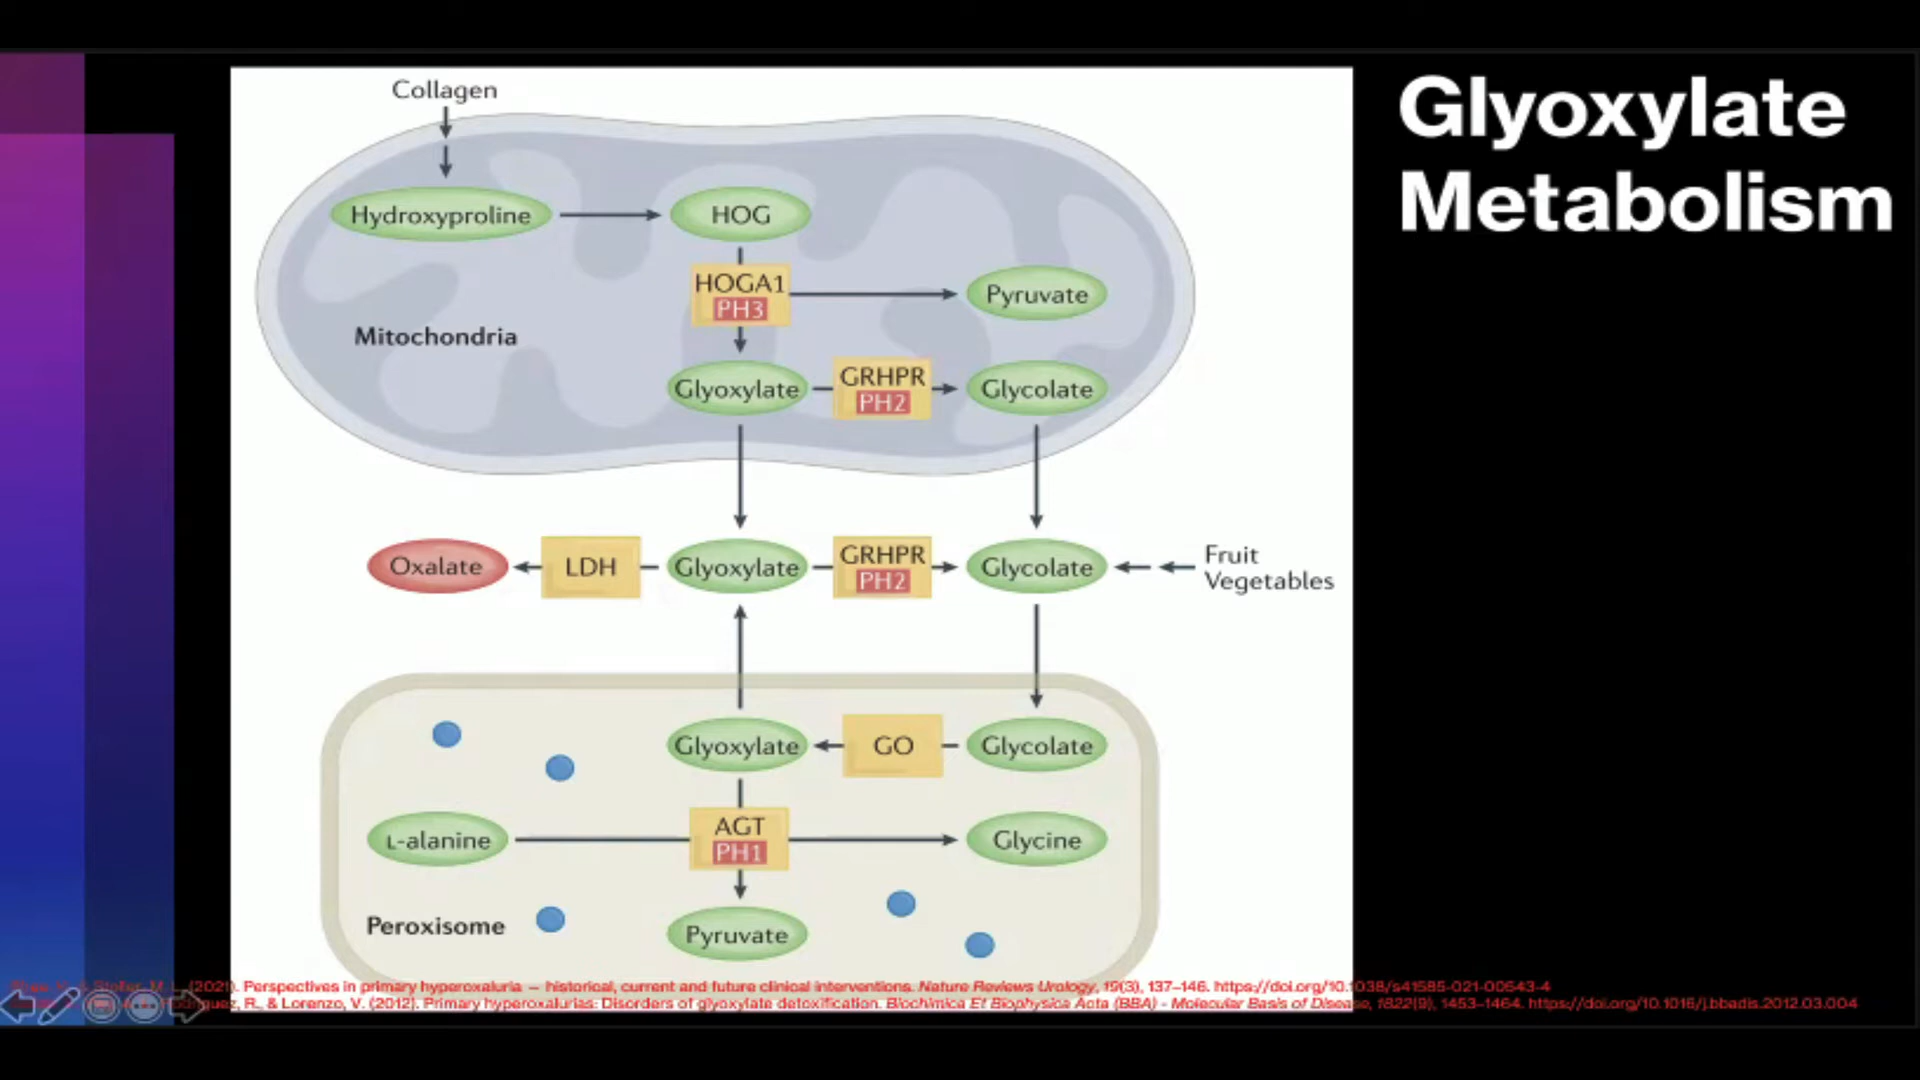 Glyoxylate
Metabolism
Collagen
Hydroxyproline
HOG
HOGA1
PH3
Pyruvate
Mitochondria
Glyoxylate
GRHPR
PH2
Glycolate
Oxalate
LDH
Glyoxylate
GRHPR
PH2
Glycolate
Fruit
Vegetables
Glyoxylate
GO
Glycolate
L-alanine
AGT
PH1
Glycine
Peroxisome
Pyruvate
(2021). Perspectives in primary hyperoxaluria — historical, current and future clinical interventions. Nature Reviews Urology, 19(3), 137–146. https://doi.org/10.1038/s41585-021-00543-4
R., & Lorenzo, V. (2012). Primary hyperoxalurias: Disorders of glyoxylate detoxification. Biochimica Et Biophysica Acta (BBA) - Molecular Basis of Disease, 1822(9), 1453–1464. https://doi.org/10.1016/j.bbadis.2012.03.004